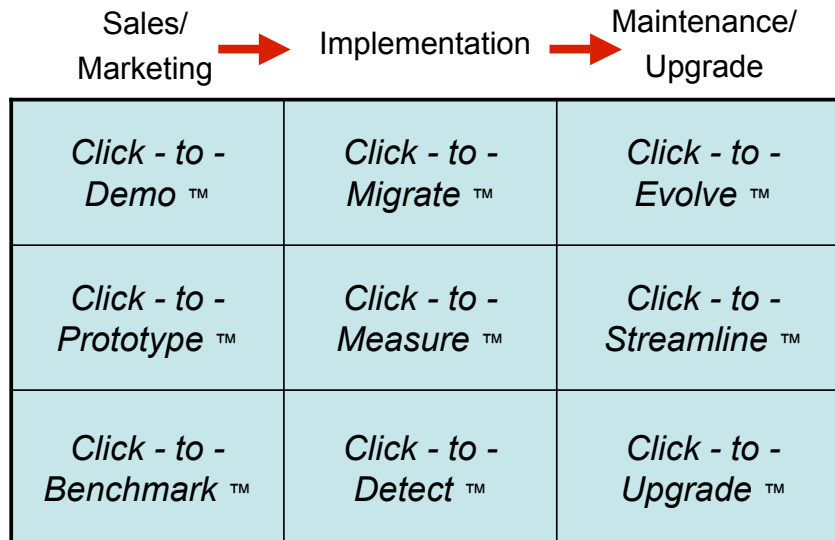 Sales/
Marketing
Implementation
Maintenance/
Upgrade
Click - to -
Demo ™
Click - to -
Migrate ™
Click - to -
Evolve ™
Click - to -
Prototype ™
Click - to -
Measure ™
Click - to -
Streamline ™
Click - to -
Benchmark ™
Click - to -
Detect ™
Click - to -
Upgrade ™